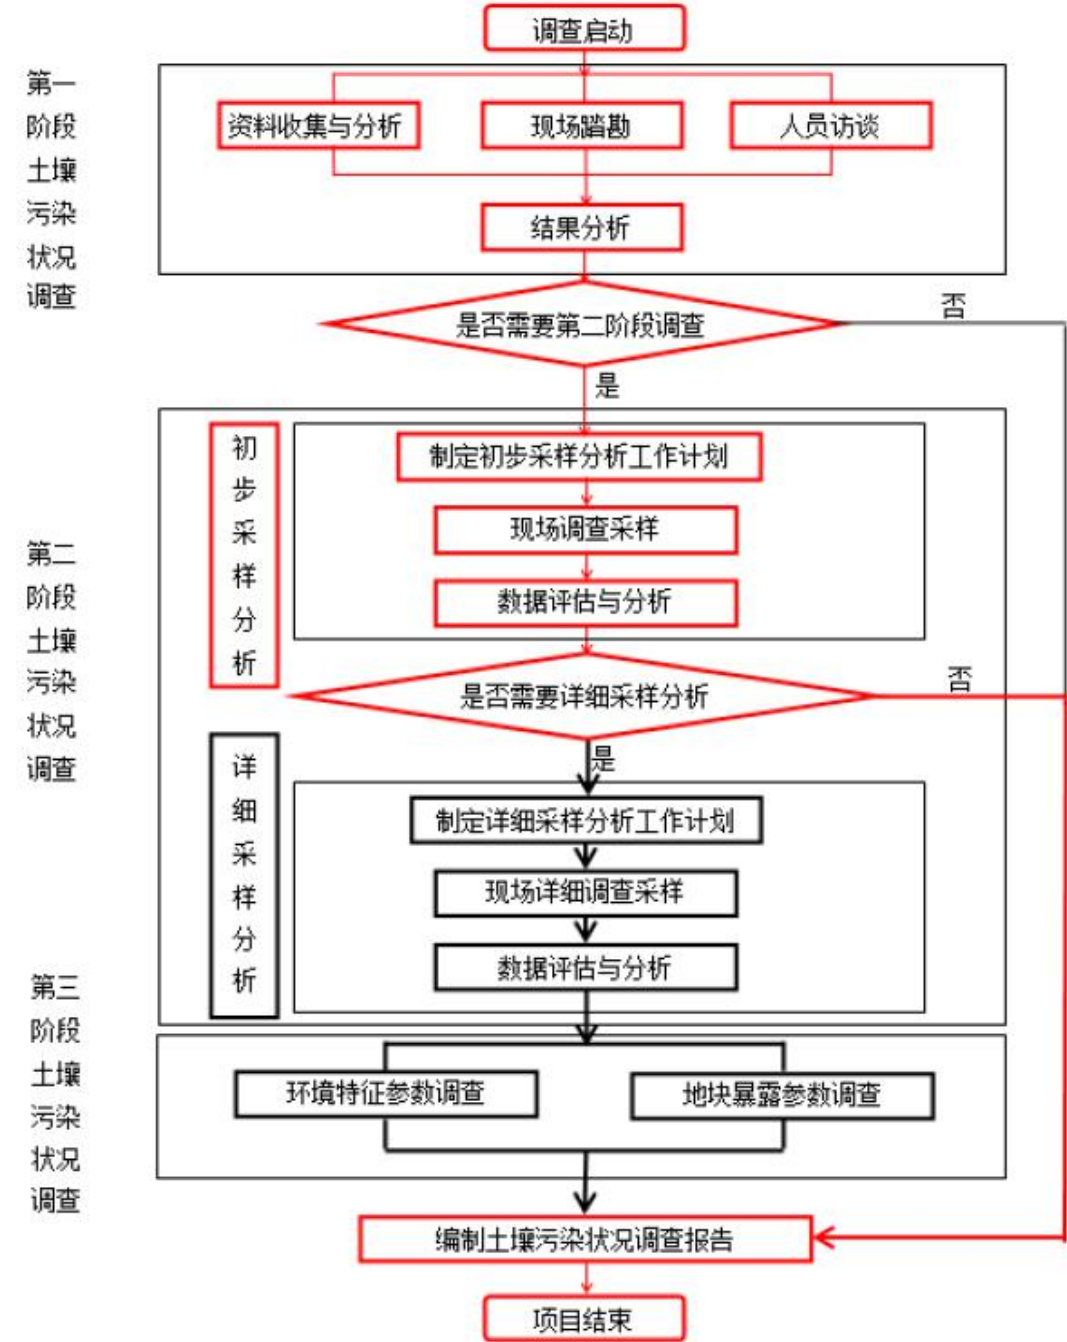 调查启动
第一
阶段
土壤
污染
状况
调查
资料收集与分析
现场踏勘
人员访谈
结果分析
是否需要第二阶段调查
否
是
第二
阶段
土壤
污染
状况
调查
初
步
采
样
分
析
制定初步采样分析工作计划
现场调查采样
数据评估与分析
是否需要详细采样分析
否
是
详
细
采
样
分
析
制定详细采样分析工作计划
现场详细调查采样
数据评估与分析
第三
阶段
土壤
污染
状况
调查
环境特征参数调查
地块暴露参数调查
编制土壤污染状况调查报告
项目结束